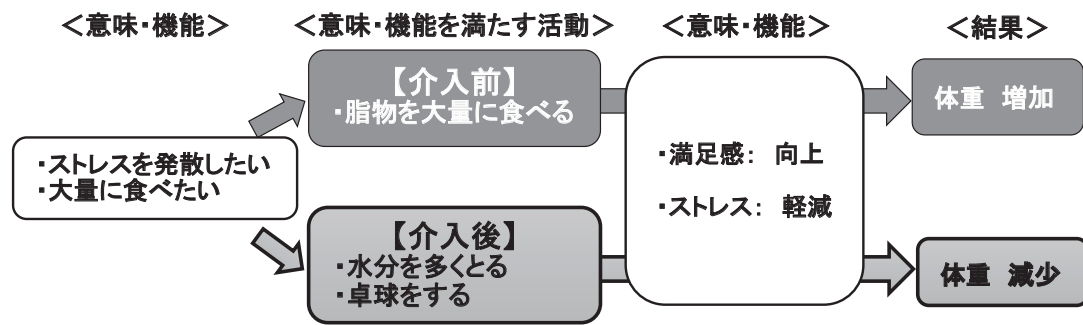 ＜意味・機能＞
＜意味・機能を満たす活動＞
＜意味・機能＞
＜結果＞
・ストレスを発散したい
・大量に食べたい
【介入前】
・脂物を大量に食べる
【介入後】
・水分を多くとる
・卓球をする
・満足感： 向上
・ストレス： 軽減
体重 増加
体重 減少